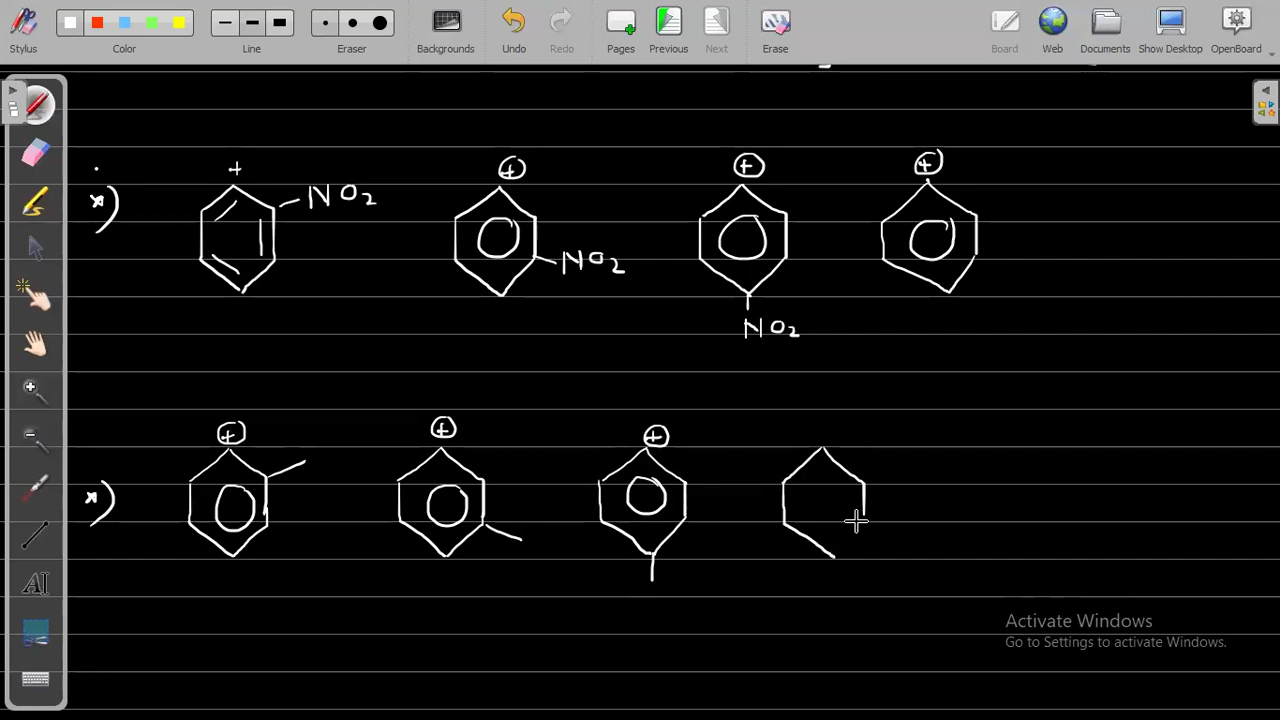 Stylus Color Line Eraser Backgrounds Undo Redo Pages Previous Next Erase Board Web Documents Show Desktop OpenBoard
+ + + +
*) NO2 NO2
NO2
+ + +
*)
Activate Windows
Go to Settings to activate Windows.